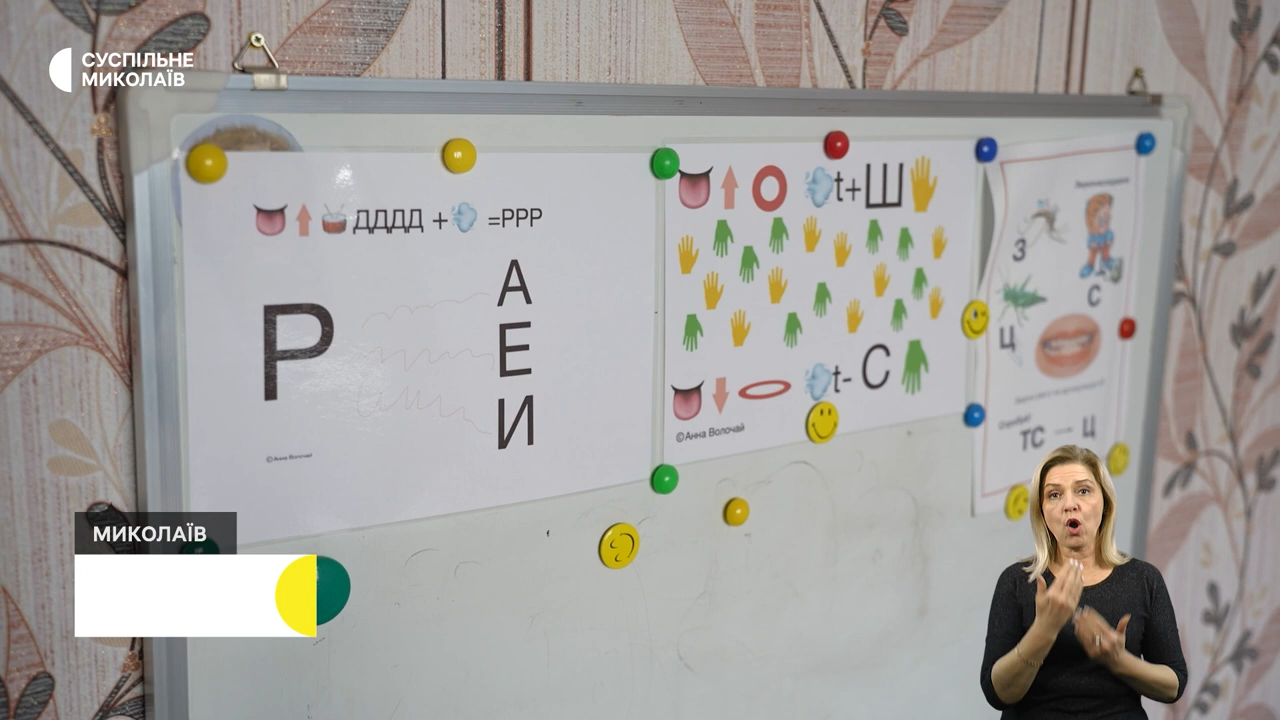 СУСПІЛЬНЕ
МИКОЛАЇВ
ДДДД + =РРР
Р
А
Е
И
©Анна Волочай
t+Ш
t- С
©Анна Волочай
З
С
Ц
ТС — Ц
МИКОЛАЇВ